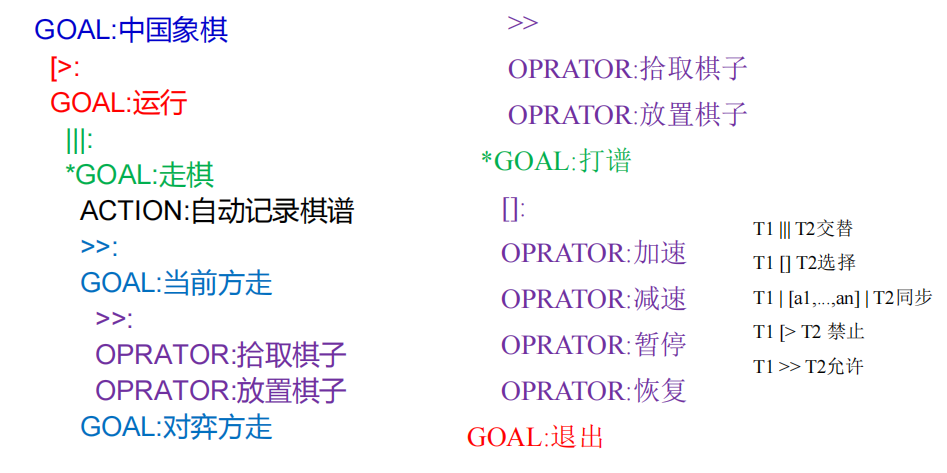 GOAL:中国象棋
[>:
GOAL:运行
|||:
*GOAL:走棋
ACTION:自动记录棋谱
>>:
GOAL:当前方走
>>:
OPRATOR:拾取棋子
OPRATOR:放置棋子
GOAL:对弈方走
>>
OPRATOR:拾取棋子
OPRATOR:放置棋子
*GOAL:打谱
[]:
OPRATOR:加速
OPRATOR:减速
OPRATOR:暂停
OPRATOR:恢复
GOAL:退出
T1 ||| T2交替
T1 [] T2选择
T1 | [a1,...,an] | T2同步
T1 [> T2 禁止
T1 >> T2允许